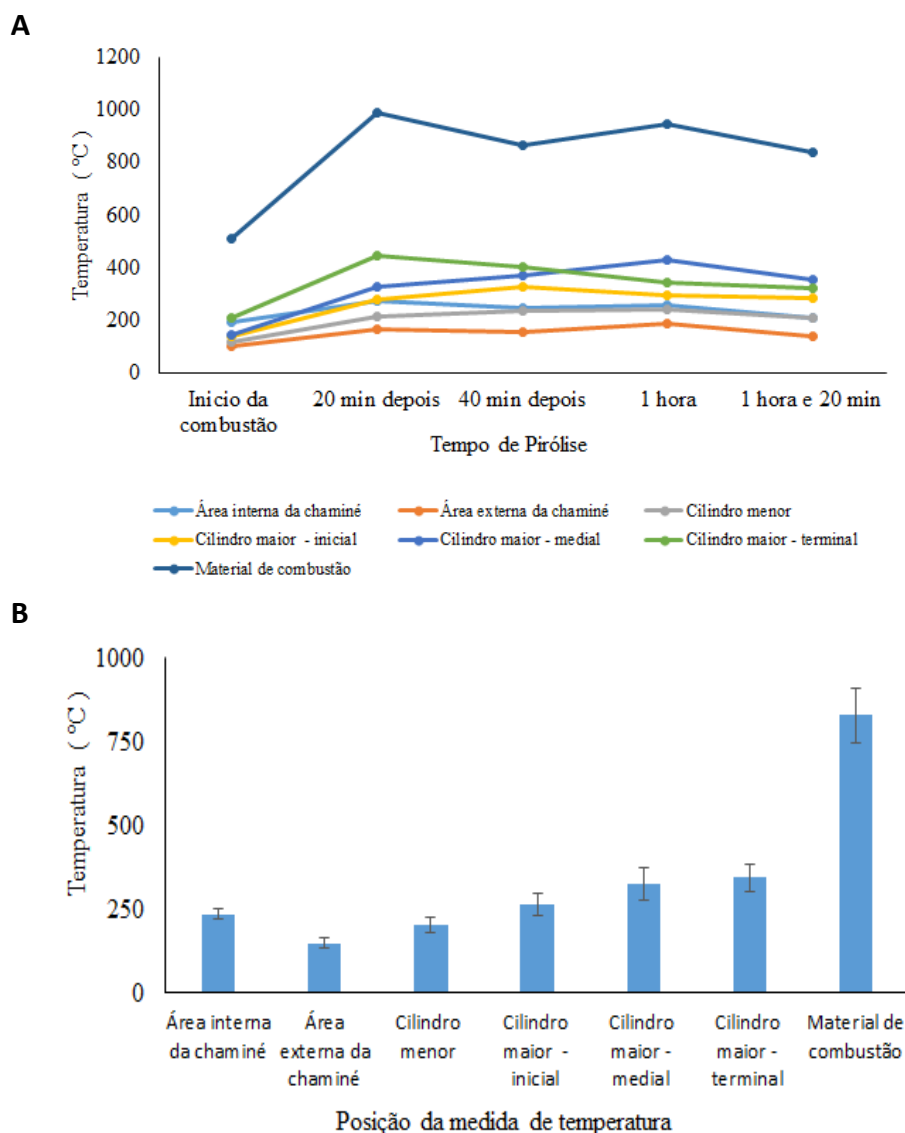 A
1200
1000
800
600
400
200
0
Temperatura ( °C )
Inicio da combustão
20 min depois
40 min depois
1 hora
1 hora e 20 min
Tempo de Pirólise
Área interna da chaminé
Área externa da chaminé
Cilindro menor
Cilindro maior - inicial
Cilindro maior - medial
Cilindro maior - terminal
Material de combustão
B
1000
750
500
250
0
Temperatura ( °C )
Área interna
da chaminé
Área
externa da
chaminé
Cilindro
menor
Cilindro
maior -
inicial
Cilindro
maior -
medial
Cilindro
maior -
terminal
Material de
combustão
Posição da medida de temperatura